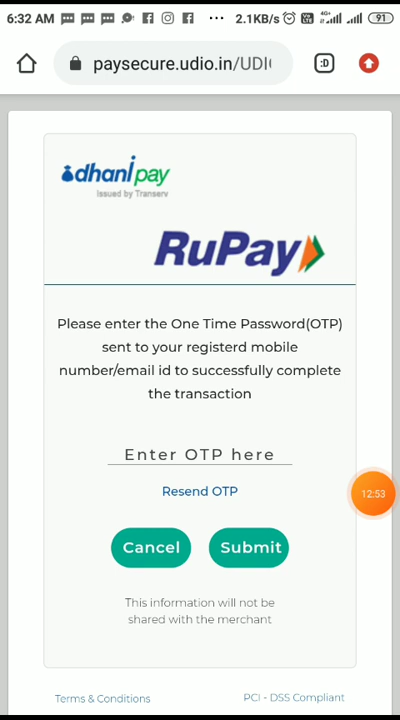 6:32 AM 2.1KB/s 4G+ 91
paysecure.udio.in/UDI
:D
dhani pay
Issued by Transerv
RuPay
Please enter the One Time Password(OTP)
sent to your registerd mobile
number/email id to successfully complete
the transaction
Enter OTP here
Resend OTP
12:53
Cancel Submit
This information will not be
shared with the merchant
Terms & Conditions PCI - DSS Compliant